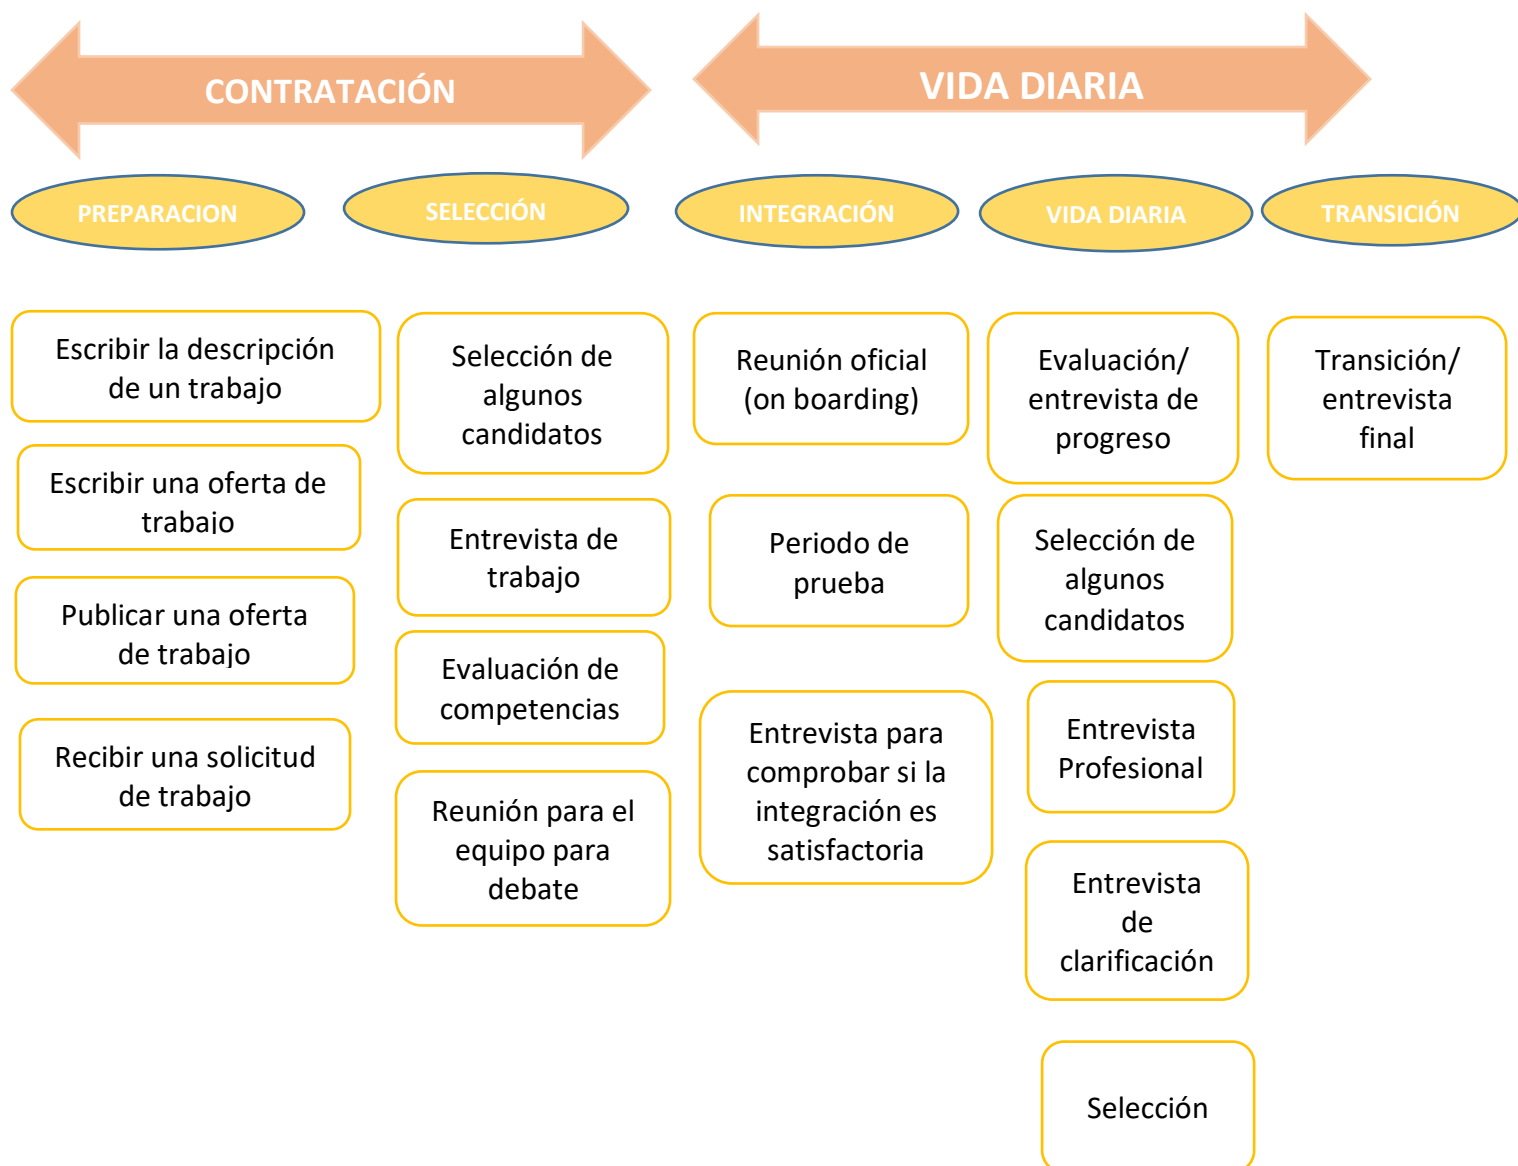 CONTRATACIÓN
VIDA DIARIA
PREPARACION
SELECCIÓN
INTEGRACIÓN
VIDA DIARIA
TRANSICIÓN
Escribir la descripción
de un trabajo
Escribir una oferta de
trabajo
Publicar una oferta
de trabajo
Recibir una solicitud
de trabajo
Selección de
algunos
candidatos
Entrevista de
trabajo
Evaluación de
competencias
Reunión para el
equipo para
debate
Reunión oficial
(on boarding)
Periodo de
prueba
Entrevista para
comprobar si la
integración es
satisfactoria
Evaluación/
entrevista de
progreso
Selección de
algunos
candidatos
Entrevista
Profesional
Entrevista
de
clarificación
Selección
Transición/
entrevista
final